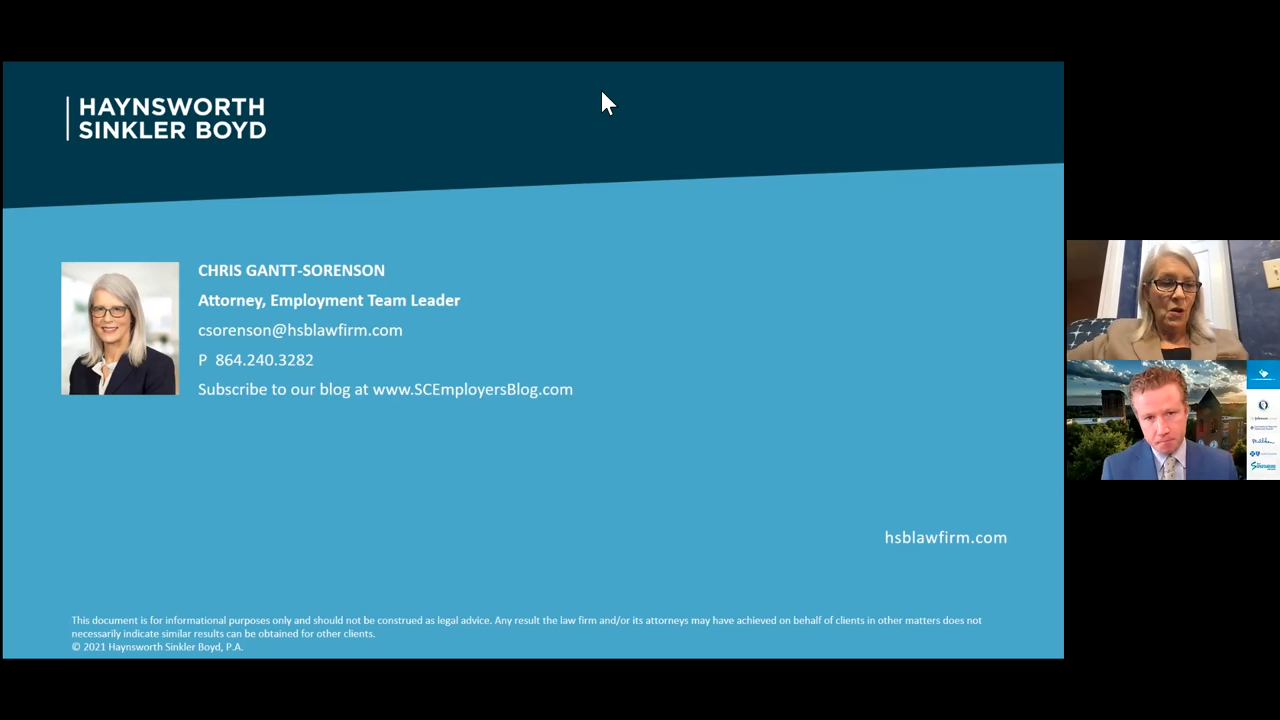 HAYNSWORTH
SINKLER BOYD
CHRIS GANTT-SORENSON
Attorney, Employment Team Leader
csorenson@hsblawfirm.com
P 864.240.3282
Subscribe to our blog at www.SCEmployersBlog.com
hsblawfirm.com
This document is for informational purposes only and should not be construed as legal advice. Any result the law firm and/or its attorneys may have achieved on behalf of clients in other matters does not
necessarily indicate similar results can be obtained for other clients.
© 2021 Haynsworth Sinkler Boyd, P.A.